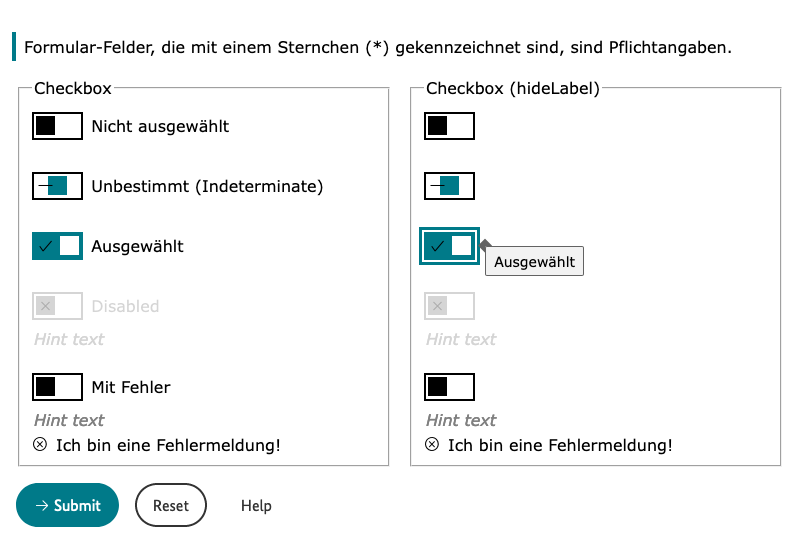 Formular-Felder, die mit einem Sternchen (*) gekennzeichnet sind, sind Pflichtangaben.
Checkbox
Nicht ausgewählt
Unbestimmt (Indeterminate)
Ausgewählt
Disabled
Hint text
Mit Fehler
Hint text
Ich bin eine Fehlermeldung!
Checkbox (hideLabel)
Ausgewählt
Hint text
Hint text
Ich bin eine Fehlermeldung!
Submit
Reset
Help